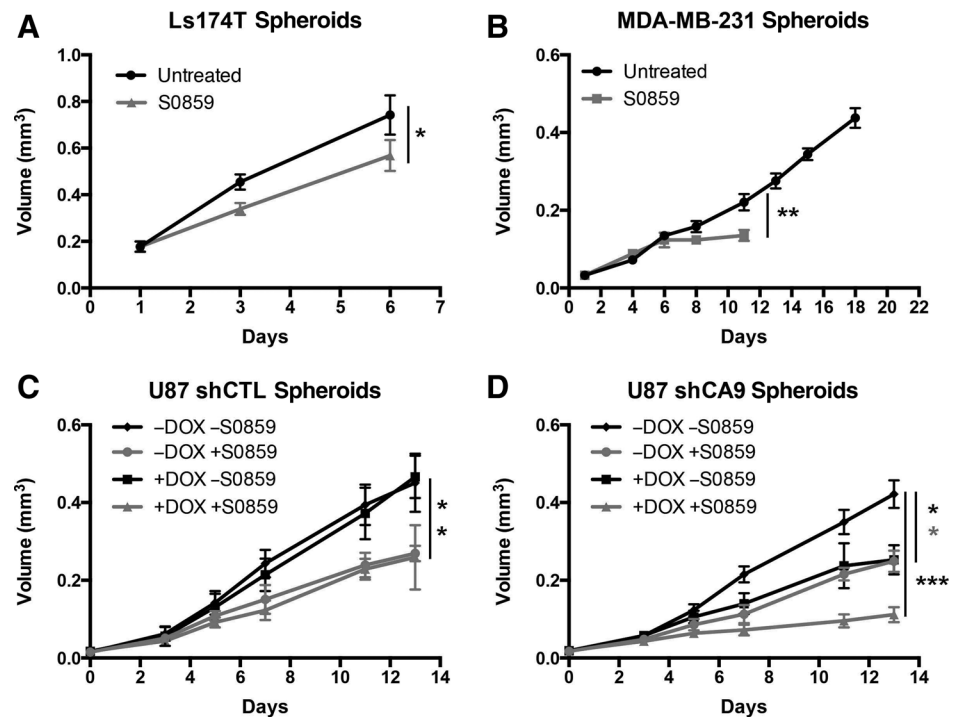 A
Ls174T Spheroids
1.0
0.8
0.6
0.4
0.2
0.0
Volume (mm³)
Untreated
S0859
*
0 1 2 3 4 5 6 7
Days
B
MDA-MB-231 Spheroids
0.6
0.4
0.2
0.0
Volume (mm³)
Untreated
S0859
**
0 2 4 6 8 11 13 14 16 18 20 22
Days
C
U87 shCTL Spheroids
0.6
0.4
0.2
0.0
Volume (mm³)
–DOX –S0859
–DOX +S0859
+DOX –S0859
+DOX +S0859
*
*
0 2 4 6 8 10 12 14
Days
D
U87 shCA9 Spheroids
0.6
0.4
0.2
0.0
Volume (mm³)
–DOX –S0859
–DOX +S0859
+DOX –S0859
+DOX +S0859
*
*
***
0 2 4 6 8 10 12 14
Days